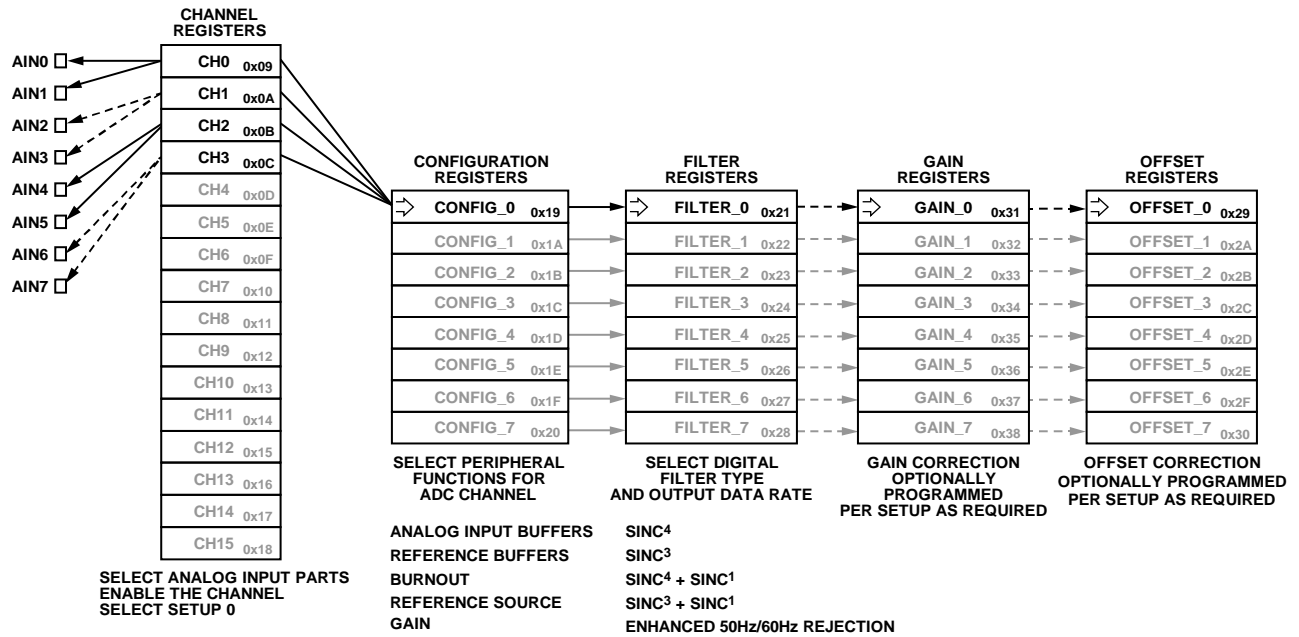 CHANNEL
REGISTERS
AIN0
AIN1
AIN2
AIN3
AIN4
AIN5
AIN6
AIN7
CH0 0x09
CH1 0x0A
CH2 0x0B
CH3 0x0C
CH4 0x0D
CH5 0x0E
CH6 0x0F
CH7 0x10
CH8 0x11
CH9 0x12
CH10 0x13
CH11 0x14
CH12 0x15
CH13 0x16
CH14 0x17
CH15 0x18
SELECT ANALOG INPUT PARTS
ENABLE THE CHANNEL
SELECT SETUP 0
CONFIGURATION
REGISTERS
CONFIG_0 0x19
CONFIG_1 0x1A
CONFIG_2 0x1B
CONFIG_3 0x1C
CONFIG_4 0x1D
CONFIG_5 0x1E
CONFIG_6 0x1F
CONFIG_7 0x20
SELECT PERIPHERAL
FUNCTIONS FOR
ADC CHANNEL
ANALOG INPUT BUFFERS
REFERENCE BUFFERS
BURNOUT
REFERENCE SOURCE
GAIN
FILTER
REGISTERS
FILTER_0 0x21
FILTER_1 0x22
FILTER_2 0x23
FILTER_3 0x24
FILTER_4 0x25
FILTER_5 0x26
FILTER_6 0x27
FILTER_7 0x28
SELECT DIGITAL
FILTER TYPE
AND OUTPUT DATA RATE
SINC4
SINC3
SINC4 + SINC1
SINC3 + SINC1
ENHANCED 50Hz/60Hz REJECTION
GAIN
REGISTERS
GAIN_0 0x31
GAIN_1 0x32
GAIN_2 0x33
GAIN_3 0x34
GAIN_4 0x35
GAIN_5 0x36
GAIN_6 0x37
GAIN_7 0x38
GAIN CORRECTION
OPTIONALLY
PROGRAMMED
PER SETUP AS REQUIRED
OFFSET
REGISTERS
OFFSET_0 0x29
OFFSET_1 0x2A
OFFSET_2 0x2B
OFFSET_3 0x2C
OFFSET_4 0x2D
OFFSET_5 0x2E
OFFSET_6 0x2F
OFFSET_7 0x30
OFFSET CORRECTION
OPTIONALLY PROGRAMMED
PER SETUP AS REQUIRED